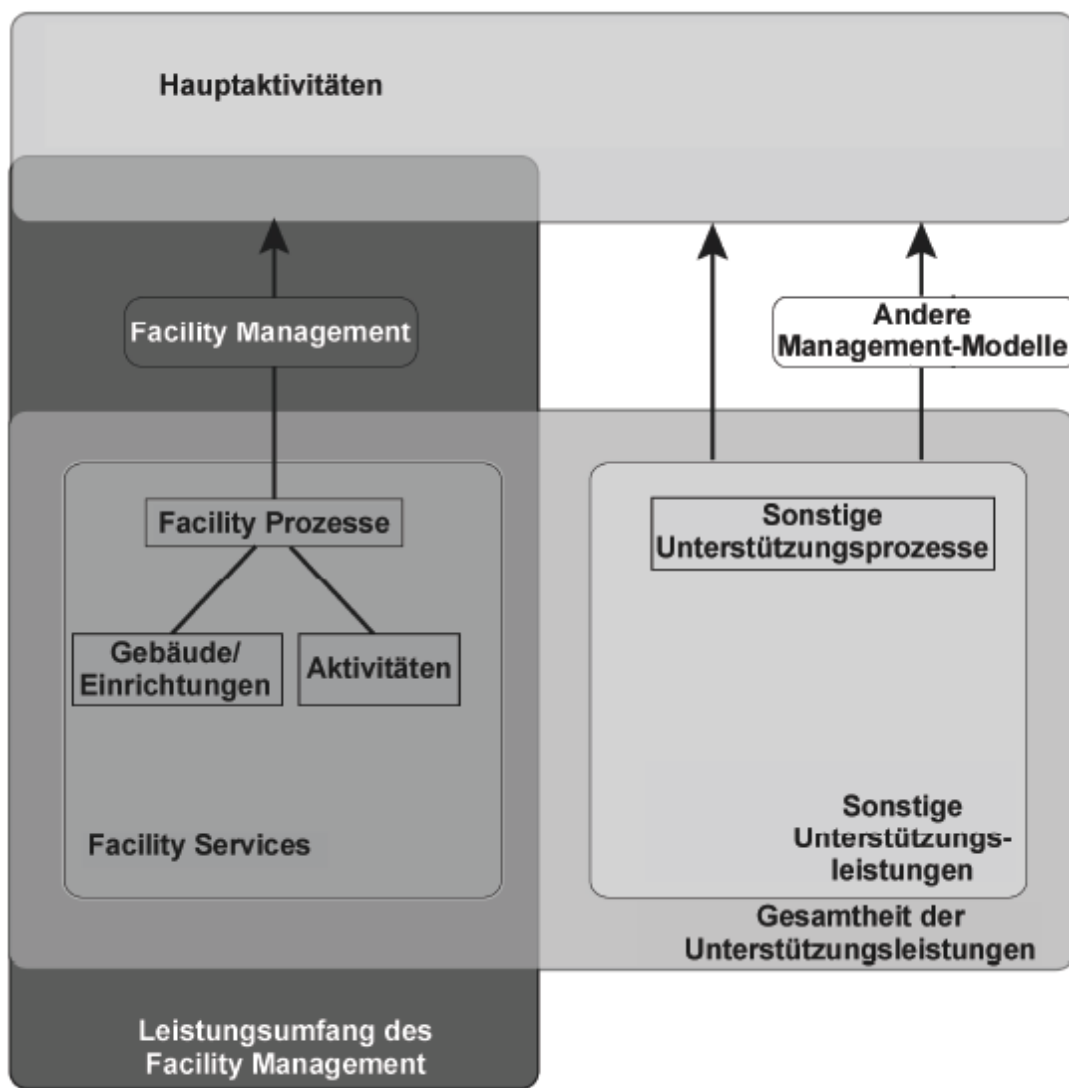 Hauptaktivitäten
Facility Management
Andere
Management-Modelle
Facility Prozesse
Sonstige
Unterstützungsprozesse
Gebäude/
Einrichtungen
Aktivitäten
Facility Services
Sonstige
Unterstützungs-
leistungen
Gesamtheit der
Unterstützungsleistungen
Leistungsumfang des
Facility Management